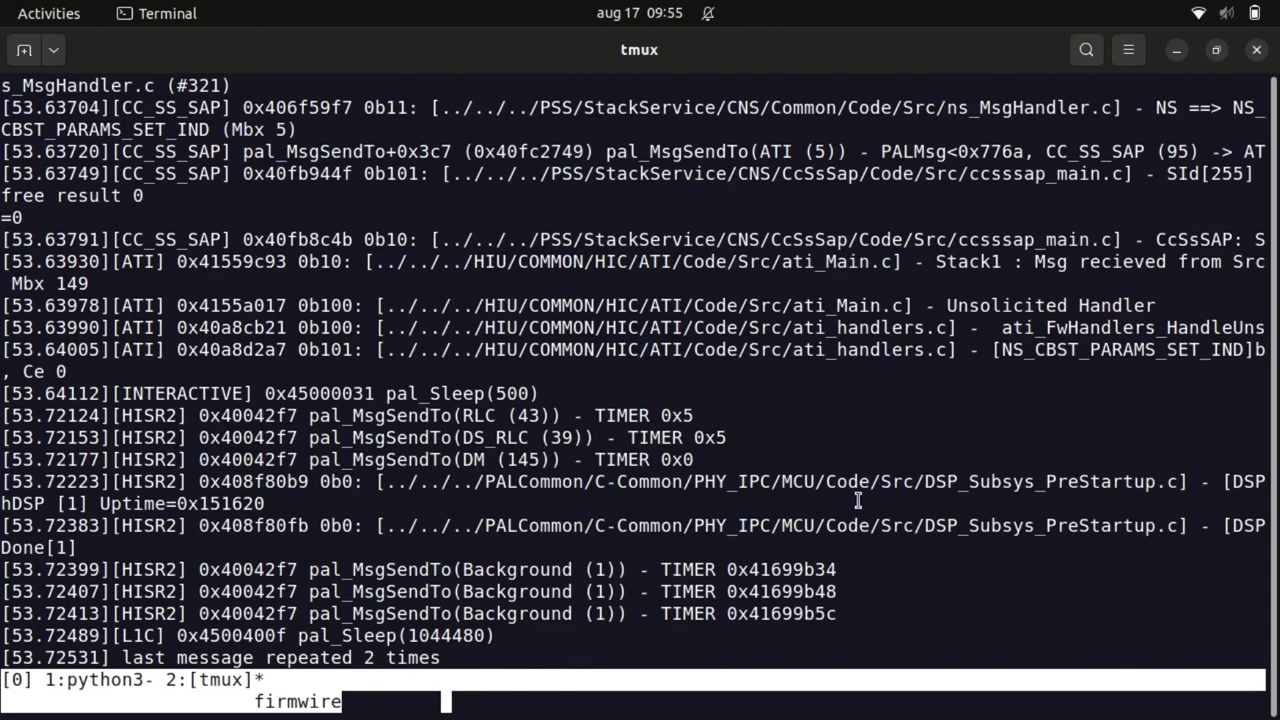 Activities Terminal aug 17 09:55
tmux
s_MsgHandler.c (#321)
[53.63704][CC_SS_SAP] 0x406f59f7 0b11: [../../../PSS/StackService/CNS/Common/Code/Src/ns_MsgHandler.c] - NS ==> NS_
CBST_PARAMS_SET_IND (Mbx 5)
[53.63720][CC_SS_SAP] pal_MsgSendTo+0x3c7 (0x40fc2749) pal_MsgSendTo(ATI (5)) - PALMsg<0x776a, CC_SS_SAP (95) -> AT
[53.63749][CC_SS_SAP] 0x40fb944f 0b101: [../../../PSS/StackService/CNS/CcSsSap/Code/Src/ccsssap_main.c] - SId[255]
free result 0
=0
[53.63791][CC_SS_SAP] 0x40fb8c4b 0b10: [../../../PSS/StackService/CNS/CcSsSap/Code/Src/ccsssap_main.c] - CcSsSAP: S
[53.63930][ATI] 0x41559c93 0b10: [../../../HIU/COMMON/HIC/ATI/Code/Src/ati_Main.c] - Stack1 : Msg recieved from Src
Mbx 149
[53.63978][ATI] 0x4155a017 0b100: [../../../HIU/COMMON/HIC/ATI/Code/Src/ati_Main.c] - Unsolicited Handler
[53.63990][ATI] 0x40a8cb21 0b100: [../../../HIU/COMMON/HIC/ATI/Code/Src/ati_handlers.c] -  ati_FwHandlers_HandleUns
[53.64005][ATI] 0x40a8d2a7 0b101: [../../../HIU/COMMON/HIC/ATI/Code/Src/ati_handlers.c] - [NS_CBST_PARAMS_SET_IND]b
, Ce 0
[53.64112][INTERACTIVE] 0x45000031 pal_Sleep(500)
[53.72124][HISR2] 0x40042f7 pal_MsgSendTo(RLC (43)) - TIMER 0x5
[53.72153][HISR2] 0x40042f7 pal_MsgSendTo(DS_RLC (39)) - TIMER 0x5
[53.72177][HISR2] 0x40042f7 pal_MsgSendTo(DM (145)) - TIMER 0x0
[53.72223][HISR2] 0x408f80b9 0b0: [../../../PALCommon/C-Common/PHY_IPC/MCU/Code/Src/DSP_Subsys_PreStartup.c] - [DSP
hDSP [1] Uptime=0x151620
[53.72383][HISR2] 0x408f80fb 0b0: [../../../PALCommon/C-Common/PHY_IPC/MCU/Code/Src/DSP_Subsys_PreStartup.c] - [DSP
Done[1]
[53.72399][HISR2] 0x40042f7 pal_MsgSendTo(Background (1)) - TIMER 0x41699b34
[53.72407][HISR2] 0x40042f7 pal_MsgSendTo(Background (1)) - TIMER 0x41699b48
[53.72413][HISR2] 0x40042f7 pal_MsgSendTo(Background (1)) - TIMER 0x41699b5c
[53.72489][L1C] 0x4500400f pal_Sleep(1044480)
[53.72531] last message repeated 2 times
[0] 1:python3- 2:[tmux]*
firmwire